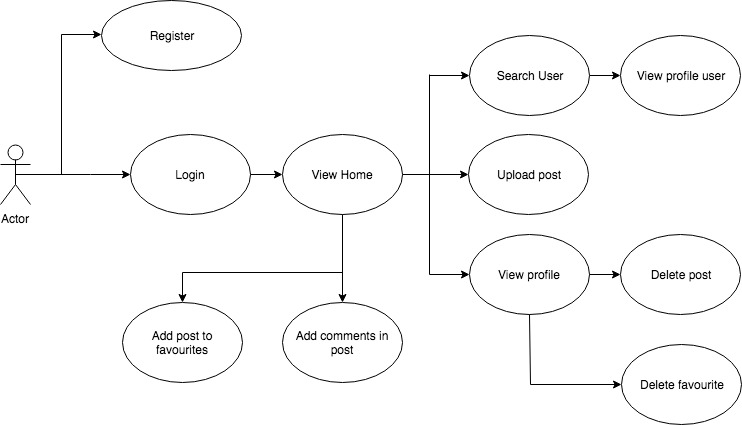 Register
Search User
View profile user
Login
View Home
Upload post
Actor
View profile
Delete post
Add post to
favourites
Add comments in
post
Delete favourite